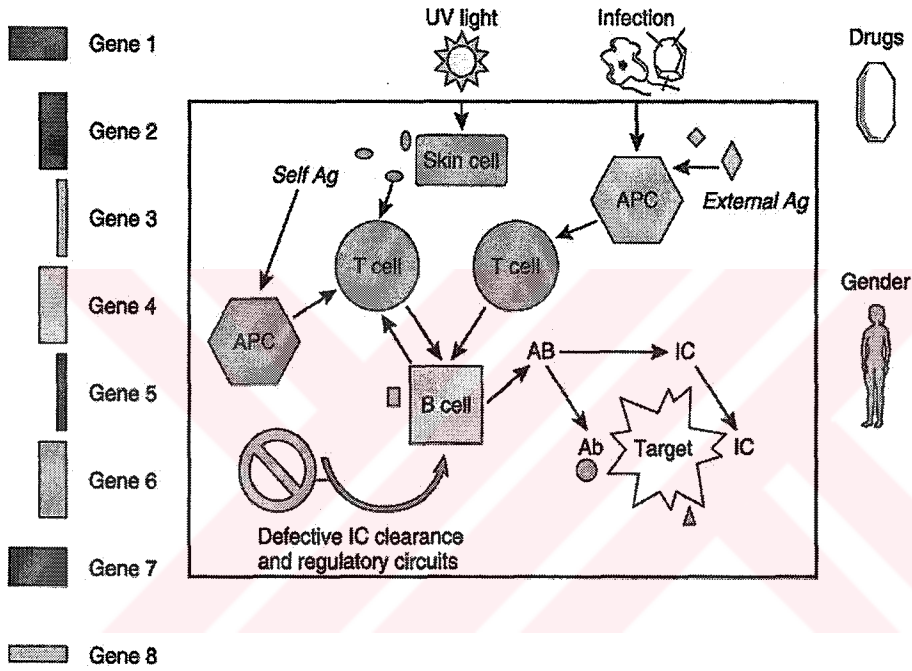 UV light
Infection
Drugs
Gene 1
Gene 2
Gene 3
Gene 4
Gene 5
Gene 6
Gene 7
Gene 8
Skin cell
Self Ag
APC
External Ag
T cell
T cell
Gender
APC
AB
IC
B cell
Ab
Target
IC
Defective IC clearance
and regulatory circuits